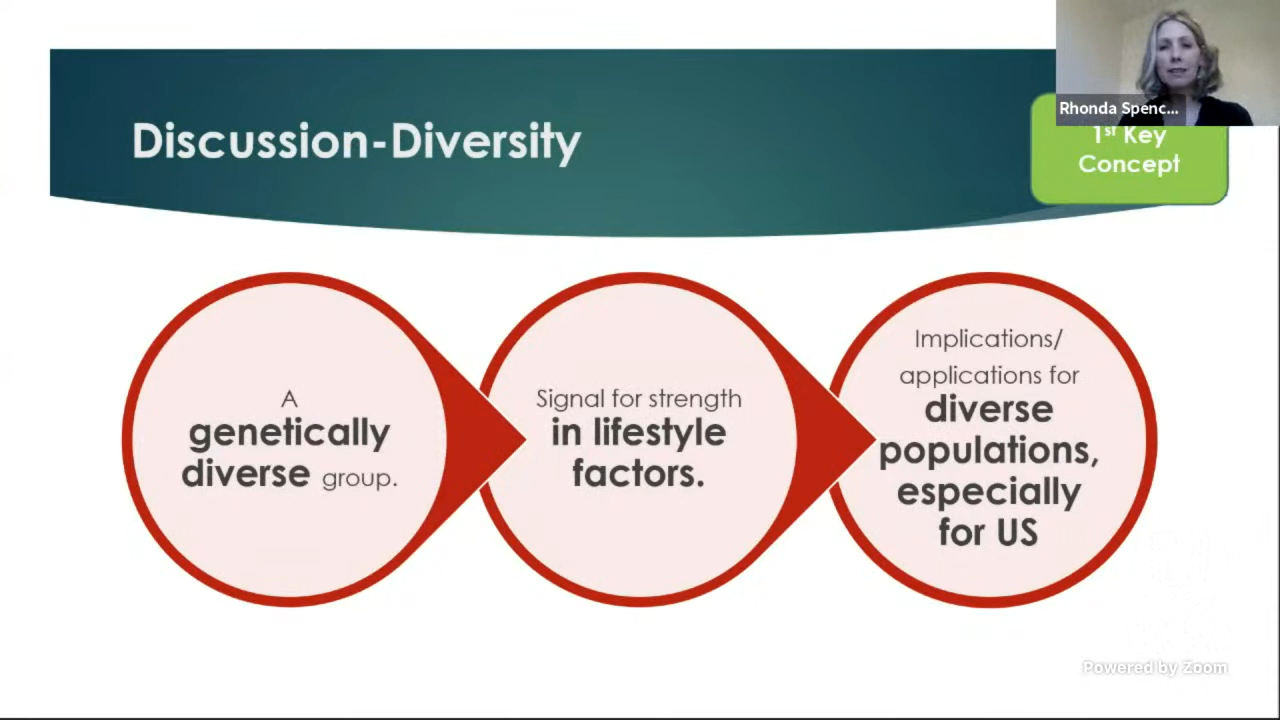 Rhonda Spenc...
Discussion-Diversity
1st Key
Concept
A
genetically
diverse group.
Signal for strength
in lifestyle
factors.
Implications/
applications for
diverse
populations,
especially
for US
Powered by Zoom